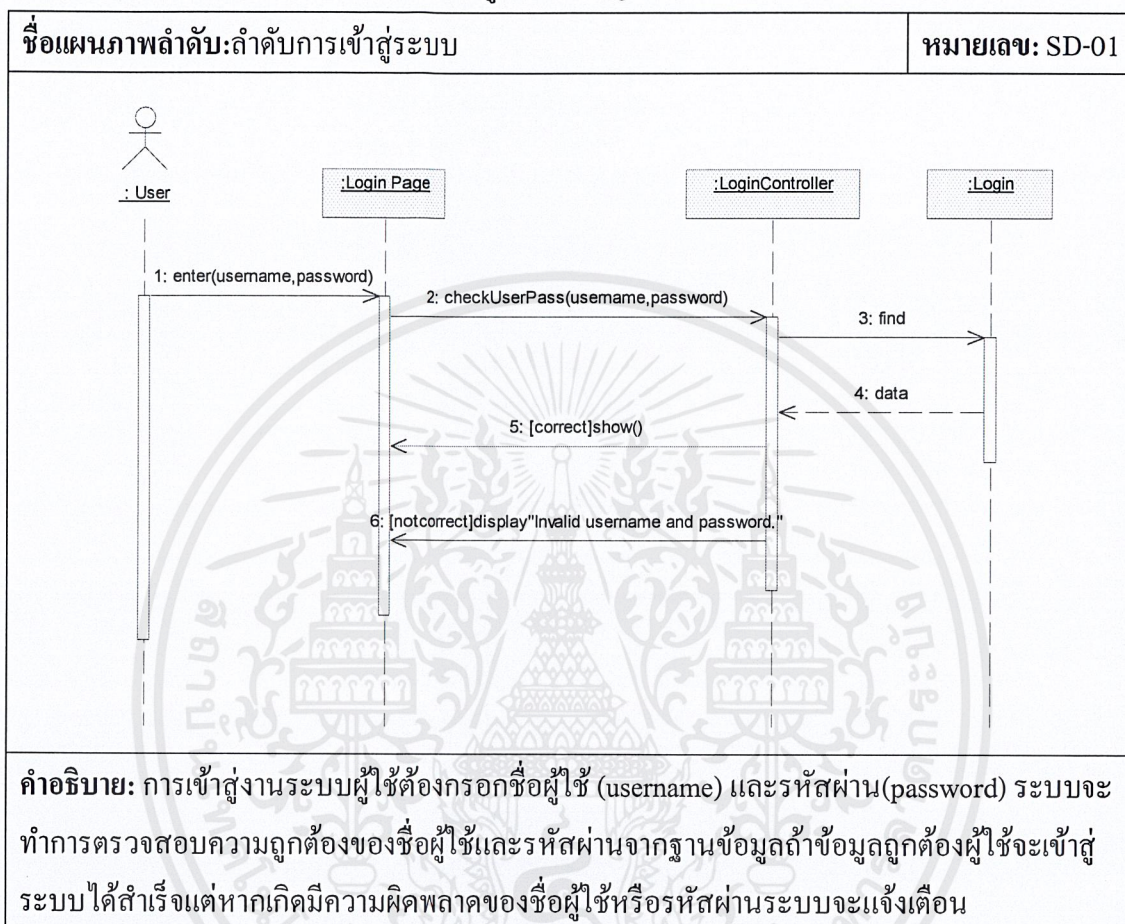 ชื่อแผนภาพลำดับ:ลำดับการเข้าสู่ระบบ
หมายเลข: SD-01
: User
:Login Page
:LoginController
:Login
1: enter(username,password)
2: checkUserPass(username,password)
3: find
4: data
5: [correct]show()
6: [notcorrect]display"Invalid username and password."
คำอธิบาย: การเข้าสู่งานระบบผู้ใช้ต้องกรอกชื่อผู้ใช้ (username) และรหัสผ่าน(password) ระบบจะ
ทำการตรวจสอบความถูกต้องของชื่อผู้ใช้และรหัสผ่านจากฐานข้อมูลถ้าข้อมูลถูกต้องผู้ใช้จะเข้าสู่
ระบบได้สำเร็จแต่หากเกิดมีความผิดพลาดของชื่อผู้ใช้หรือรหัสผ่านระบบจะแจ้งเตือน